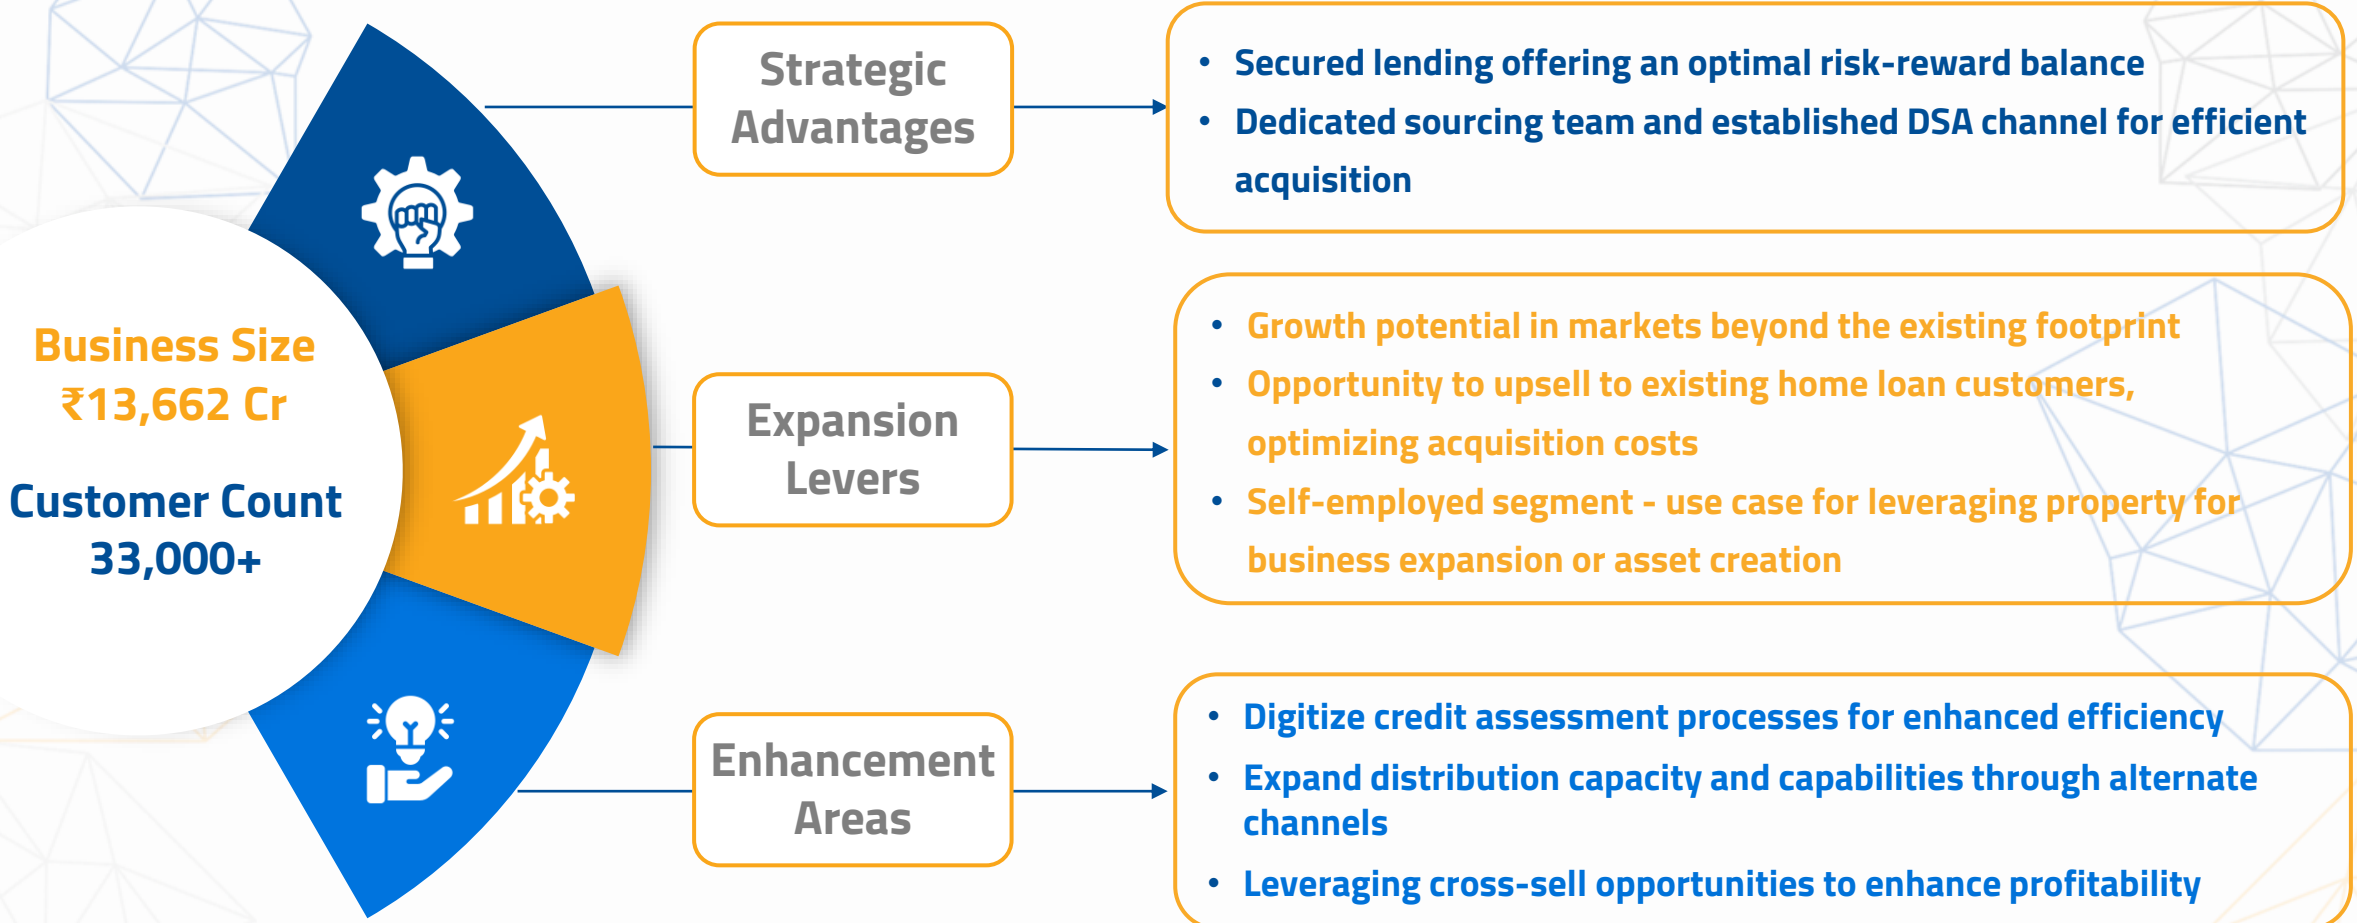 Business Size
₹13,662 Cr
Customer Count
33,000+
Strategic
Advantages
• Secured lending offering an optimal risk-reward balance
• Dedicated sourcing team and established DSA channel for efficient
acquisition
Expansion
Levers
• Growth potential in markets beyond the existing footprint
• Opportunity to upsell to existing home loan customers,
optimizing acquisition costs
• Self-employed segment - use case for leveraging property for
business expansion or asset creation
Enhancement
Areas
• Digitize credit assessment processes for enhanced efficiency
• Expand distribution capacity and capabilities through alternate
channels
• Leveraging cross-sell opportunities to enhance profitability